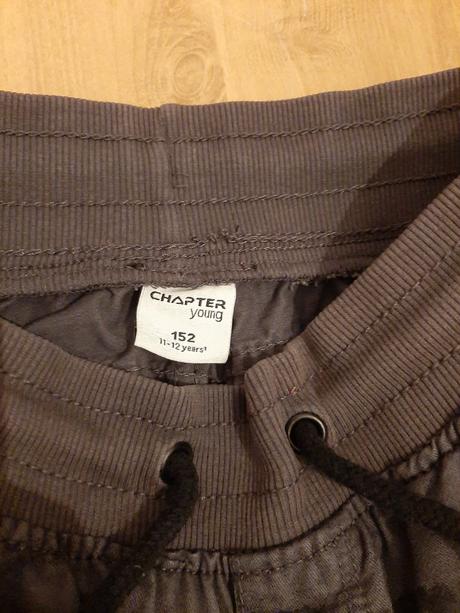 CHAPTER
young
152
11-12 years¹